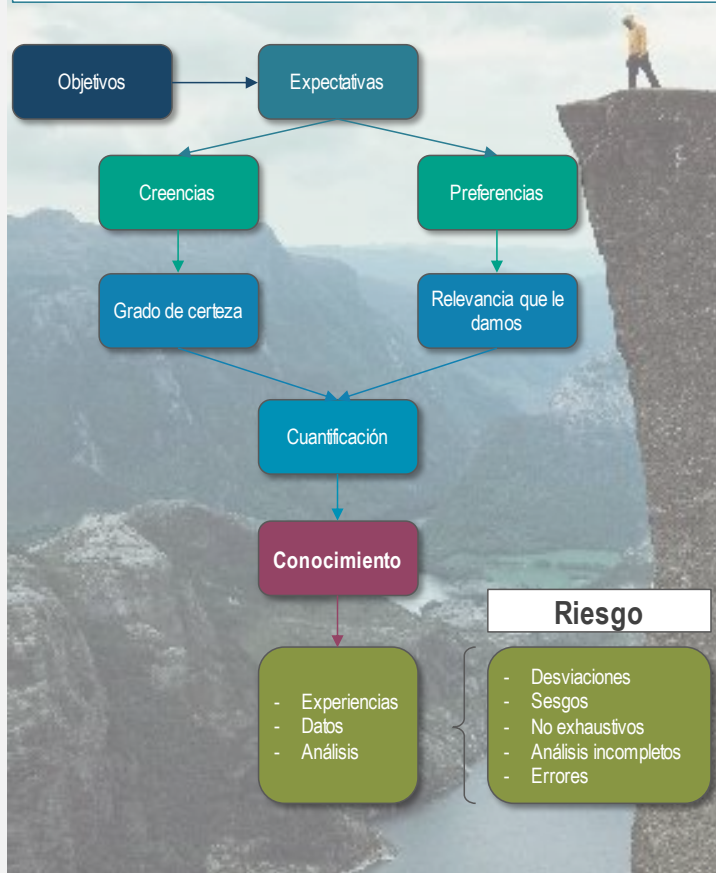 Objetivos
Expectativas
Creencias
Preferencias
Grado de certeza
Relevancia que le
damos
Cuantificación
Conocimiento
Riesgo
- Experiencias
- Datos
- Análisis
- Desviaciones
- Sesgos
- No exhaustivos
- Análisis incompletos
- Errores